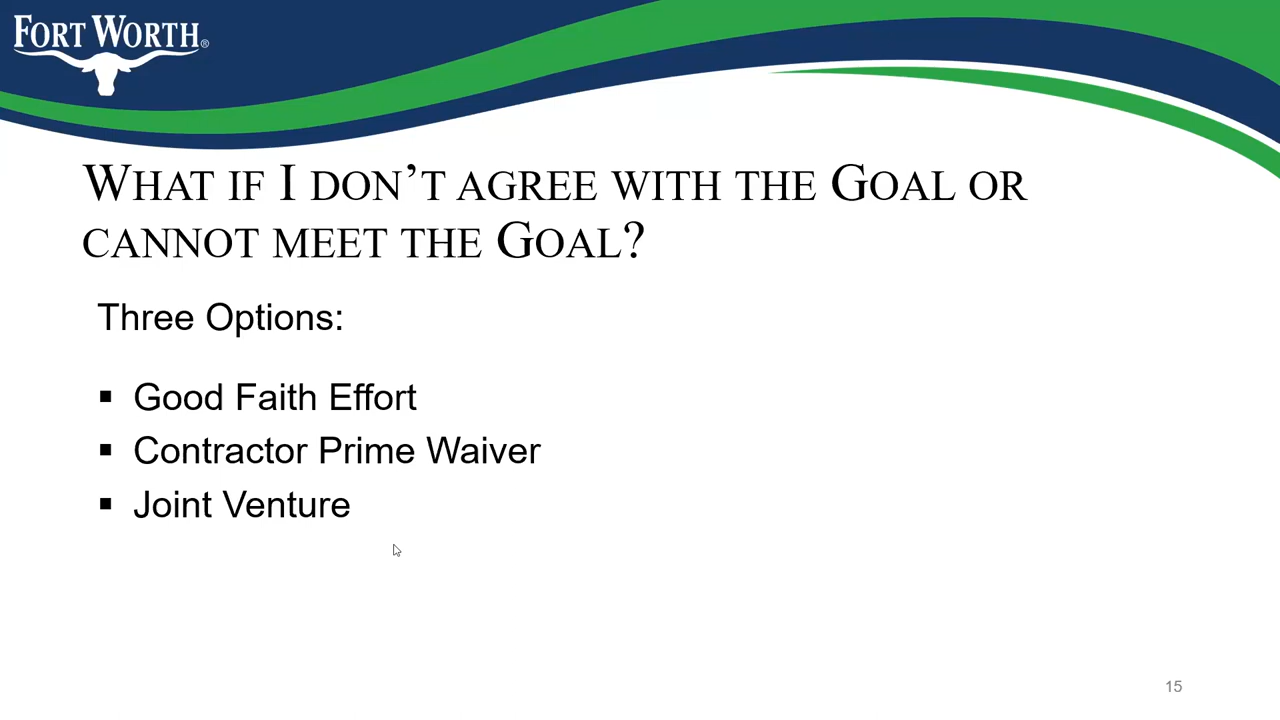 FORT WORTH®
WHAT IF I DON'T AGREE WITH THE GOAL OR
CANNOT MEET THE GOAL?
Three Options:
▪ Good Faith Effort
▪ Contractor Prime Waiver
▪ Joint Venture
15